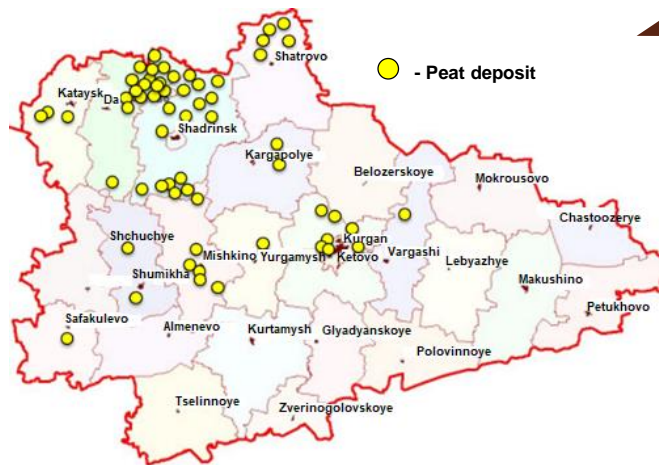 Shatrovo
- Peat deposit
Kataysk
Da
Shadrinsk
Kargapolye
Belozerskoye
Mokrousovo
Chastoozerye
Shchuchye
Kurgan
Mishkino
Yurgamysh
Ketovo
Vargashi
Lebyazhye
Shumikha
Makushino
Petukhovo
Safakulevo
Almenevo
Kurtamysh
Glyadyanskoye
Polovinnoye
Tselinnoye
Zverinogolovskoye